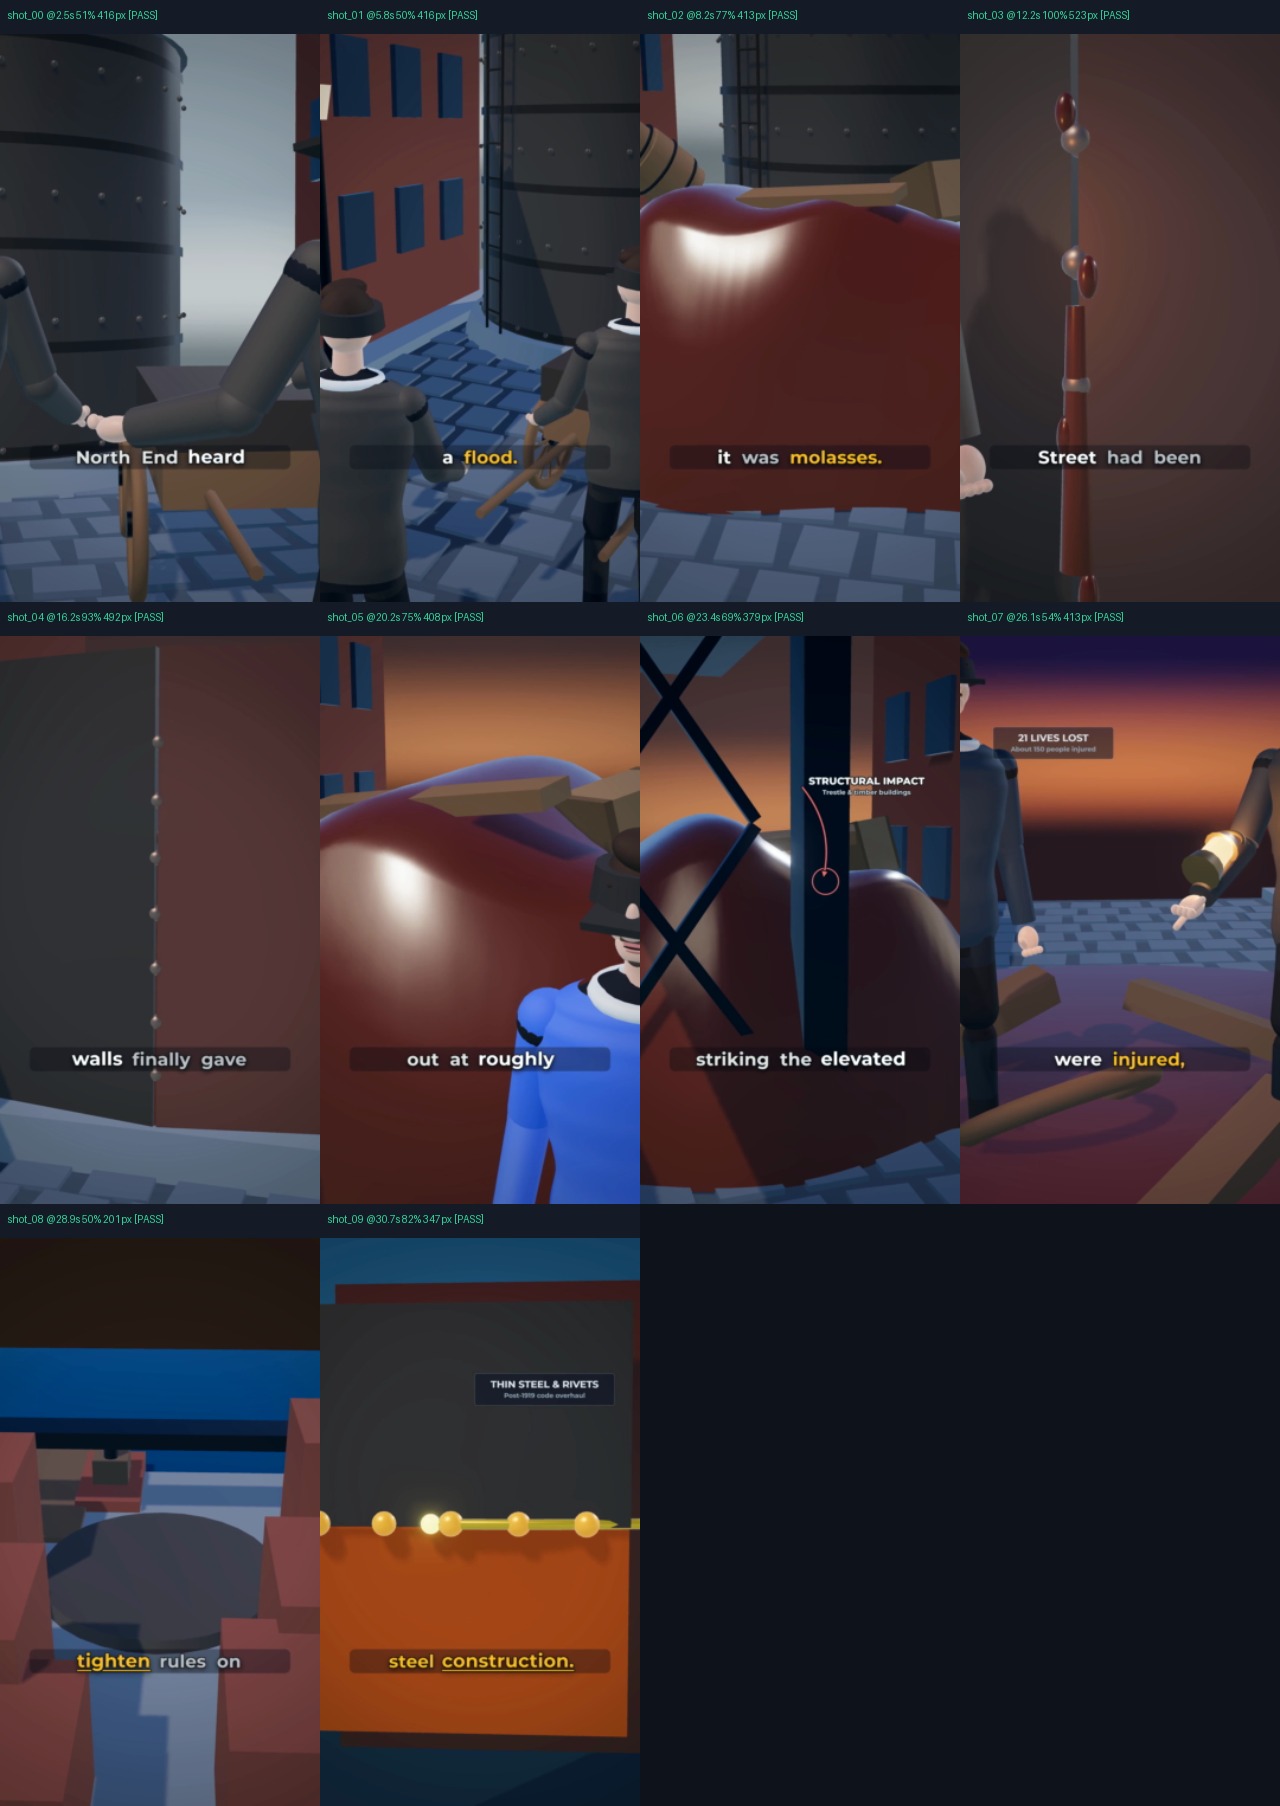 shot_00 @2.5s 51% 416px [PASS]
shot_01 @5.8s 50% 416px [PASS]
shot_02 @8.2s 77% 413px [PASS]
shot_03 @12.2s 100% 523px [PASS]
North End heard
a flood.
it was molasses.
Street had been
shot_04 @16.2s 93% 492px [PASS]
shot_05 @20.2s 75% 408px [PASS]
shot_06 @23.4s 69% 379px [PASS]
shot_07 @26.1s 54% 413px [PASS]
21 LIVES LOST
About 150 people injured
STRUCTURAL IMPACT
Trestle & timber buildings
walls finally gave
out at roughly
striking the elevated
were injured,
shot_08 @28.9s 50% 201px [PASS]
shot_09 @30.7s 82% 347px [PASS]
THIN STEEL & RIVETS
Post-1919 code overhaul
tighten rules on
steel construction.